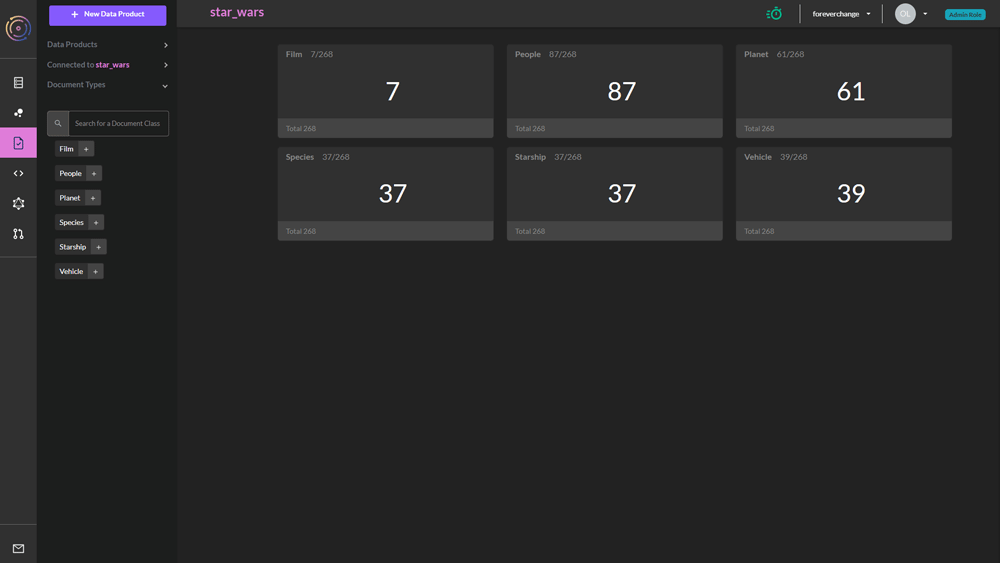 + New Data Product
star_wars
foreverchange
OL
Admin Role
Data Products
Connected to star_wars
Document Types
Search for a Document Class
Film +
People +
Planet +
Species +
Starship +
Vehicle +
Film 7/268
7
Total 268
People 87/268
87
Total 268
Planet 61/268
61
Total 268
Species 37/268
37
Total 268
Starship 37/268
37
Total 268
Vehicle 39/268
39
Total 268